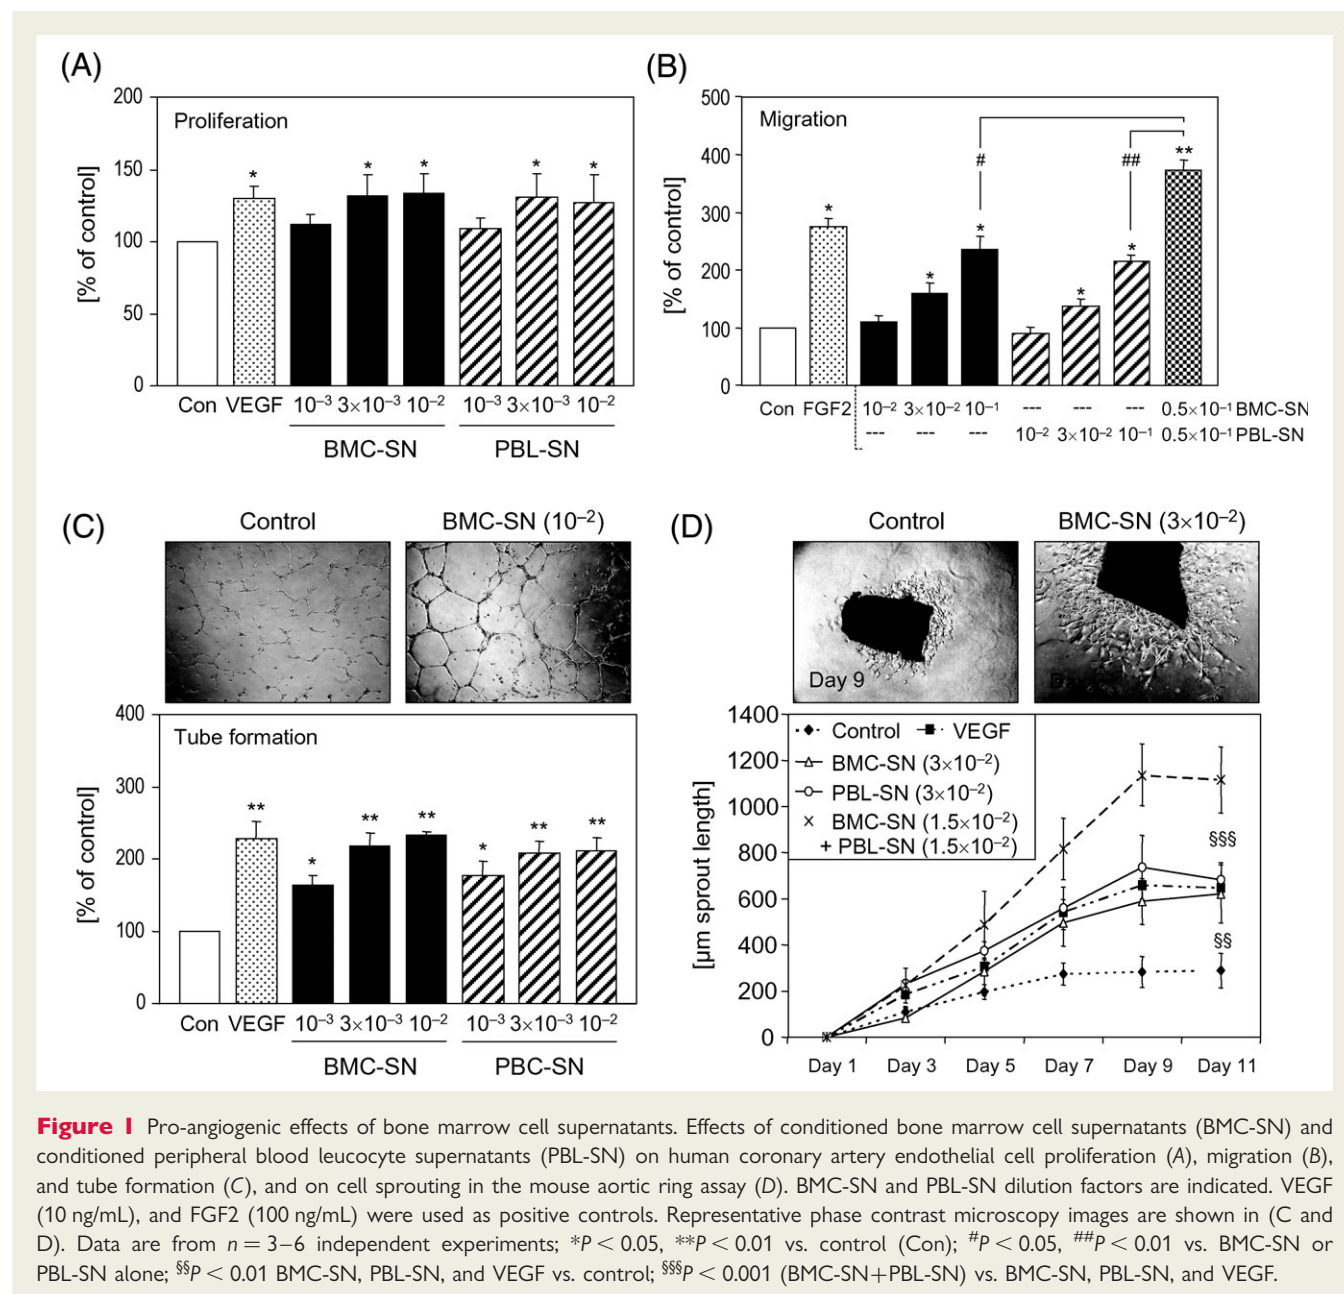 (A)
200
150
100
50
0
[% of control]
Proliferation
*
*
*
*
*
Con VEGF 10⁻³ 3×10⁻³ 10⁻² 10⁻³ 3×10⁻³ 10⁻²
BMC-SN PBL-SN
(B)
500
400
300
200
100
0
[% of control]
Migration
*
*
*
#
*
*
##
**
Con FGF2 10⁻² 3×10⁻² 10⁻¹ --- --- --- 0.5×10⁻¹ BMC-SN
--- --- --- 10⁻² 3×10⁻² 10⁻¹ 0.5×10⁻¹ PBL-SN
(C)
Control BMC-SN (10⁻²)
400
300
200
100
0
[% of control]
Tube formation
**
*
**
**
*
**
**
Con VEGF 10⁻³ 3×10⁻³ 10⁻² 10⁻³ 3×10⁻³ 10⁻²
BMC-SN PBC-SN
(D)
Control BMC-SN (3×10⁻²)
Day 9
1400
1200
1000
800
600
400
200
0
[µm sprout length]
Control VEGF
BMC-SN (3×10⁻²)
PBL-SN (3×10⁻²)
BMC-SN (1.5×10⁻²)
+ PBL-SN (1.5×10⁻²)
§§§
§§
Day 1 Day 3 Day 5 Day 7 Day 9 Day 11
Figure 1 Pro-angiogenic effects of bone marrow cell supernatants. Effects of conditioned bone marrow cell supernatants (BMC-SN) and
conditioned peripheral blood leucocyte supernatants (PBL-SN) on human coronary artery endothelial cell proliferation (A), migration (B),
and tube formation (C), and on cell sprouting in the mouse aortic ring assay (D). BMC-SN and PBL-SN dilution factors are indicated. VEGF
(10 ng/mL), and FGF2 (100 ng/mL) were used as positive controls. Representative phase contrast microscopy images are shown in (C and
D). Data are from n = 3–6 independent experiments; *P < 0.05, **P < 0.01 vs. control (Con); #P < 0.05, ##P < 0.01 vs. BMC-SN or
PBL-SN alone; §§P < 0.01 BMC-SN, PBL-SN, and VEGF vs. control; §§§P < 0.001 (BMC-SN+PBL-SN) vs. BMC-SN, PBL-SN, and VEGF.